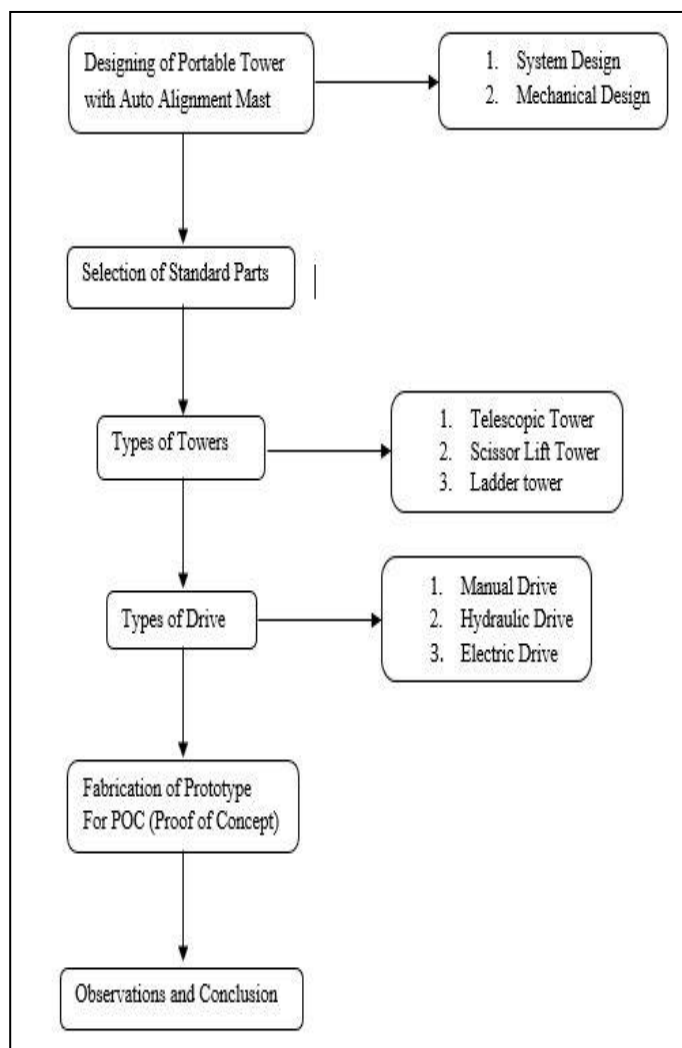 Designing of Portable Tower
with Auto Alignment Mast
1. System Design
2. Mechanical Design
Selection of Standard Parts
Types of Towers
1. Telescopic Tower
2. Scissor Lift Tower
3. Ladder tower
Types of Drive
1. Manual Drive
2. Hydraulic Drive
3. Electric Drive
Fabrication of Prototype
For POC (Proof of Concept)
Observations and Conclusion